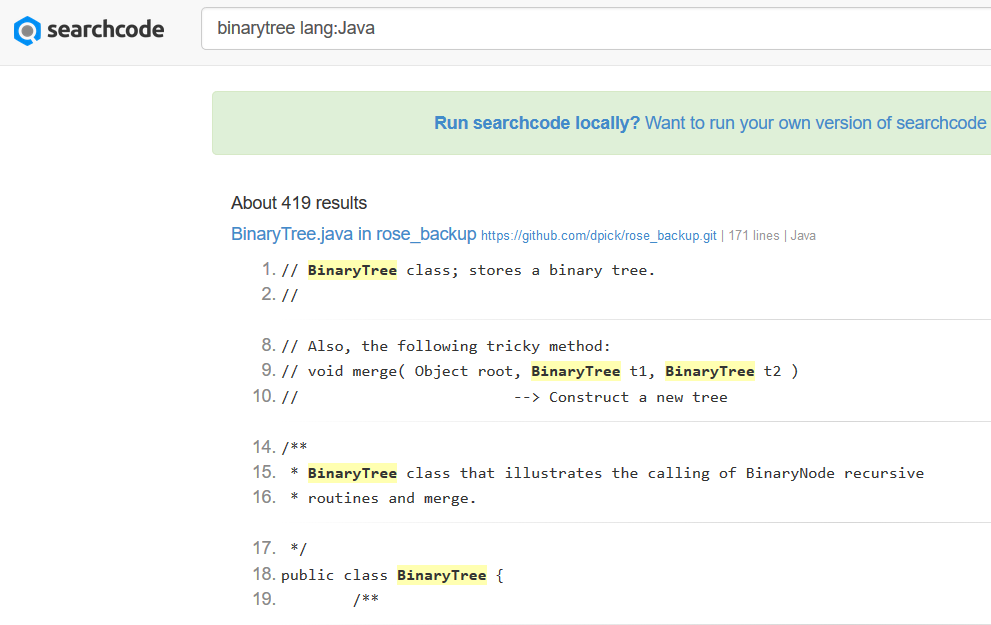 searchcode
binarytree lang:Java
Run searchcode locally? Want to run your own version of searchcode
About 419 results
BinaryTree.java in rose_backup https://github.com/dpick/rose_backup.git | 171 lines | Java
1. // BinaryTree class; stores a binary tree.
2. //
8. // Also, the following tricky method:
9. // void merge( Object root, BinaryTree t1, BinaryTree t2 )
10. //                        --> Construct a new tree
14. /**
15.  * BinaryTree class that illustrates the calling of BinaryNode recursive
16.  * routines and merge.
17.  */
18. public class BinaryTree {
19.         /**